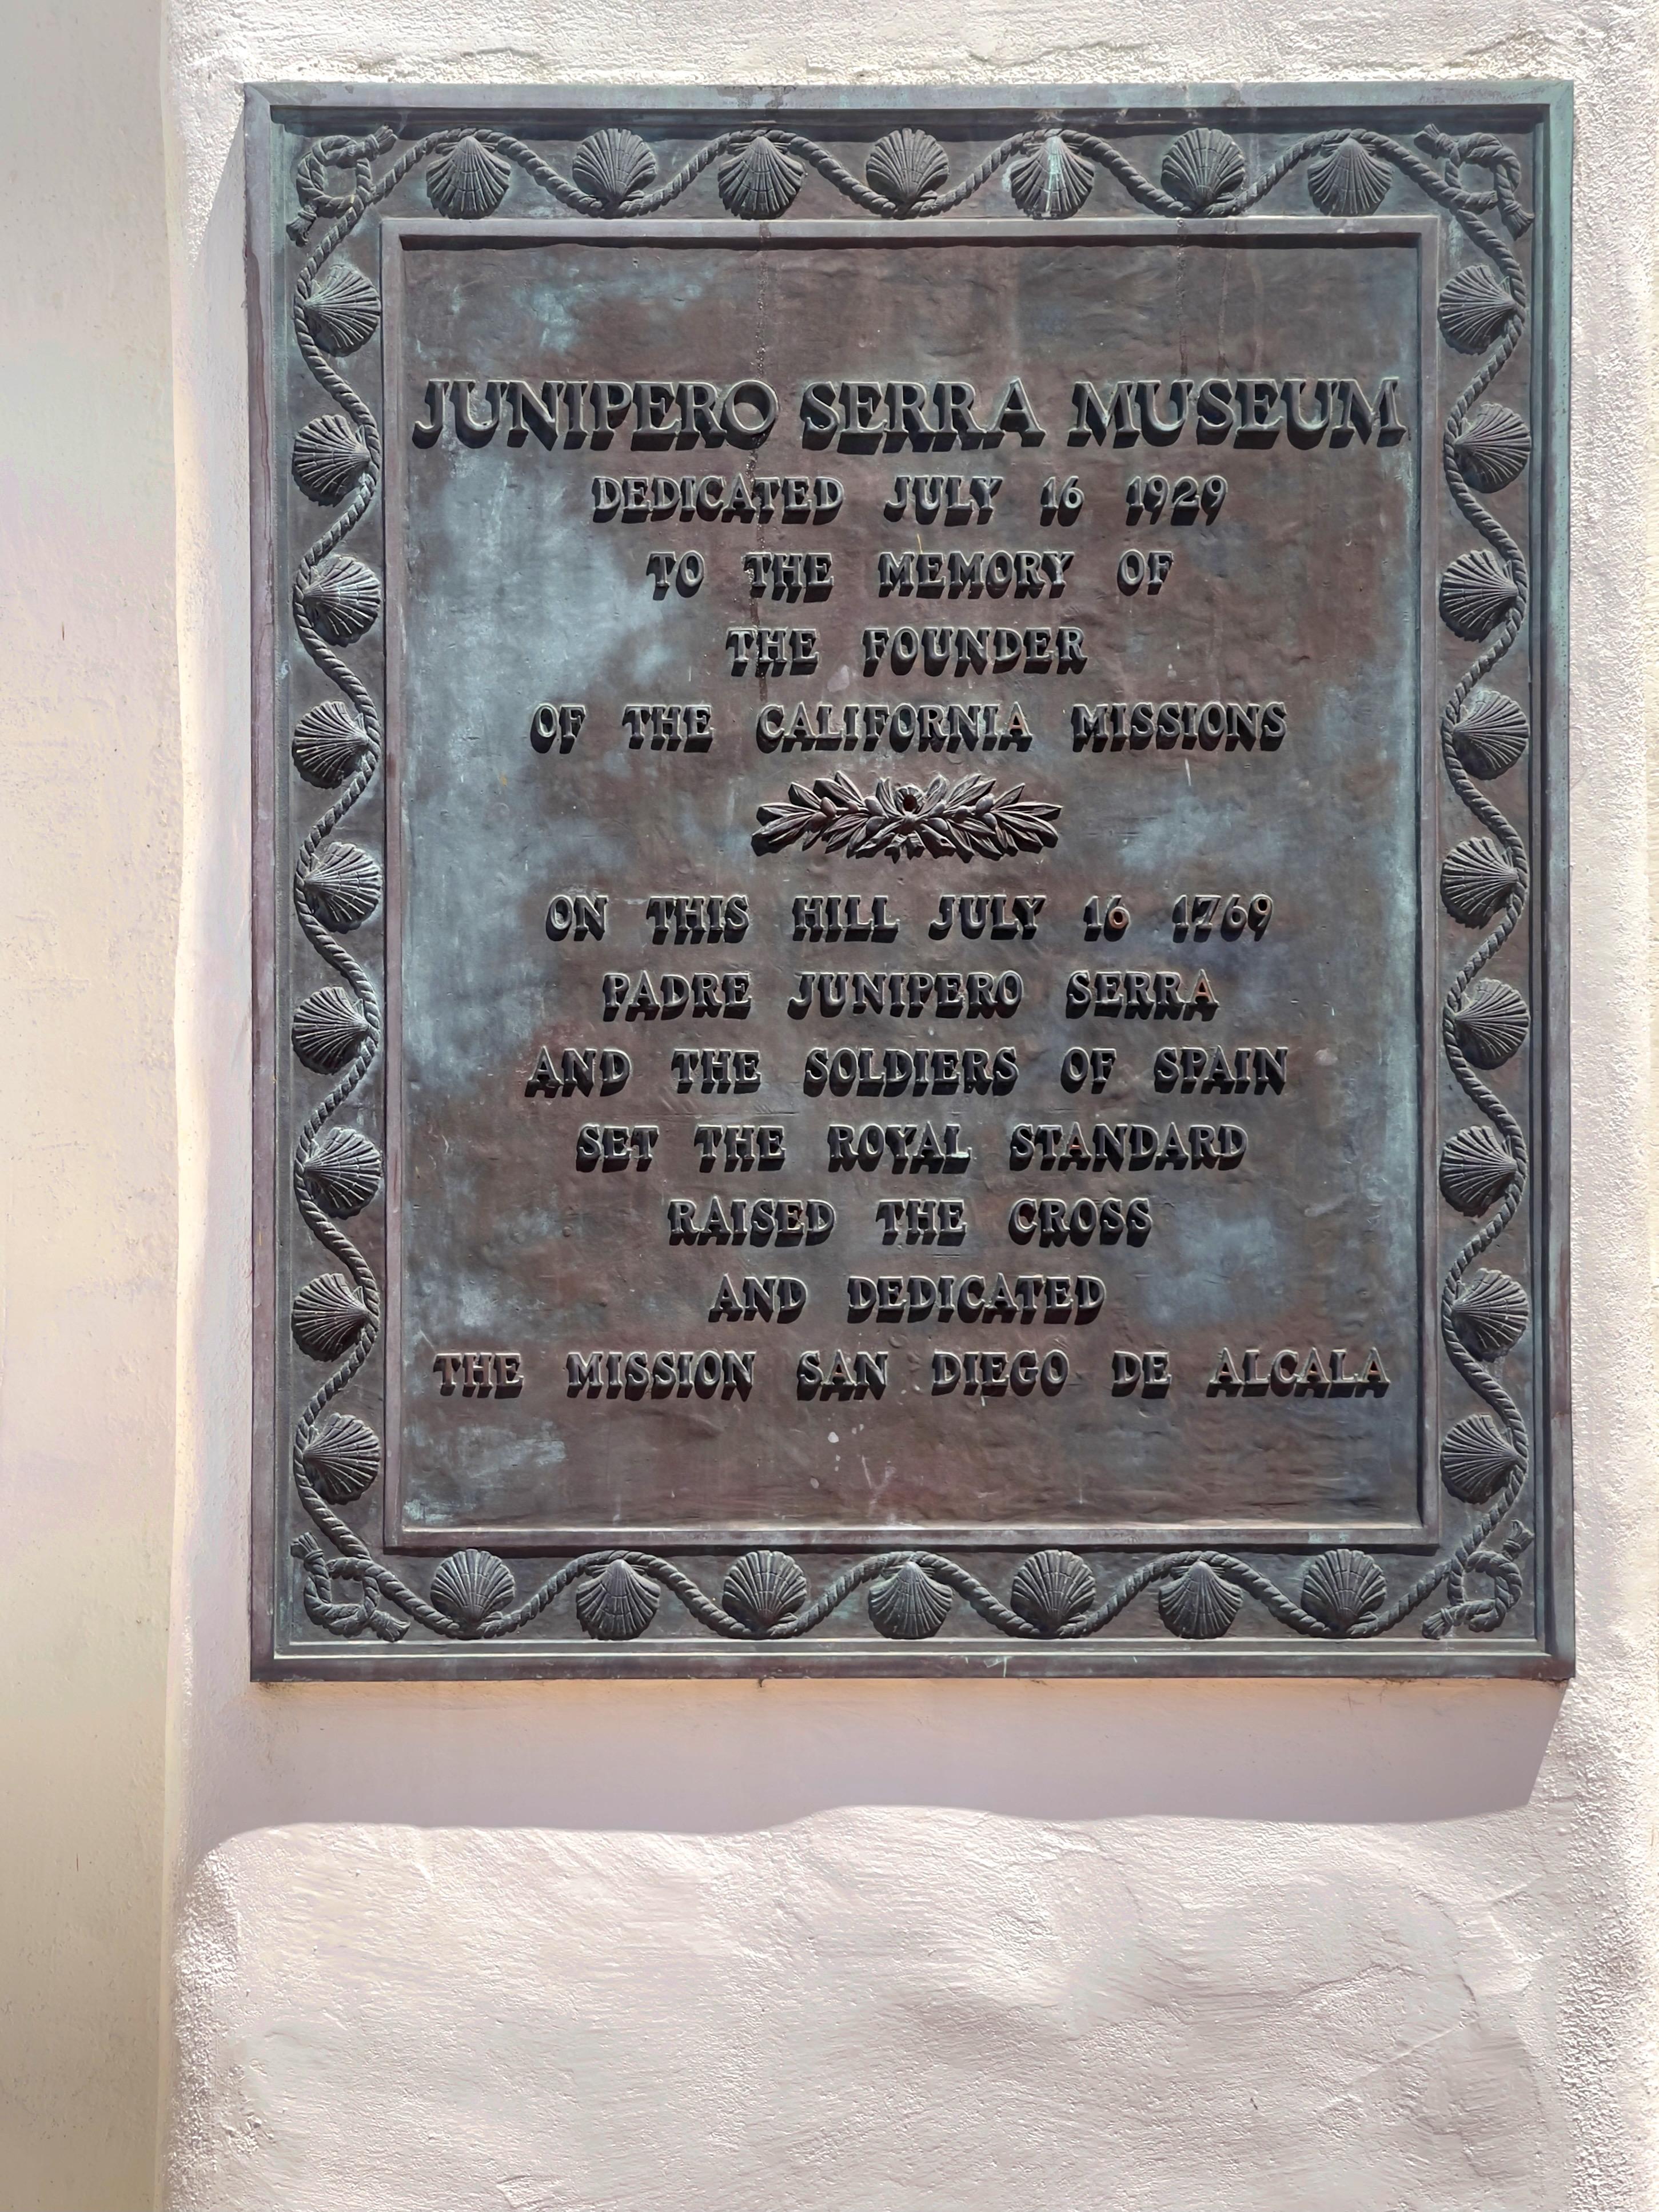 JUNIPERO SERRA MUSEUM
DEDICATED JULY 16 1929
TO THE MEMORY OF
THE FOUNDER
OF THE CALIFORNIA MISSIONS
ON THIS HILL JULY 16 1769
PADRE JUNIPERO SERRA
AND THE SOLDIERS OF SPAIN
SET THE ROYAL STANDARD
RAISED THE CROSS
AND DEDICATED
THE MISSION SAN DIEGO DE ALCALA